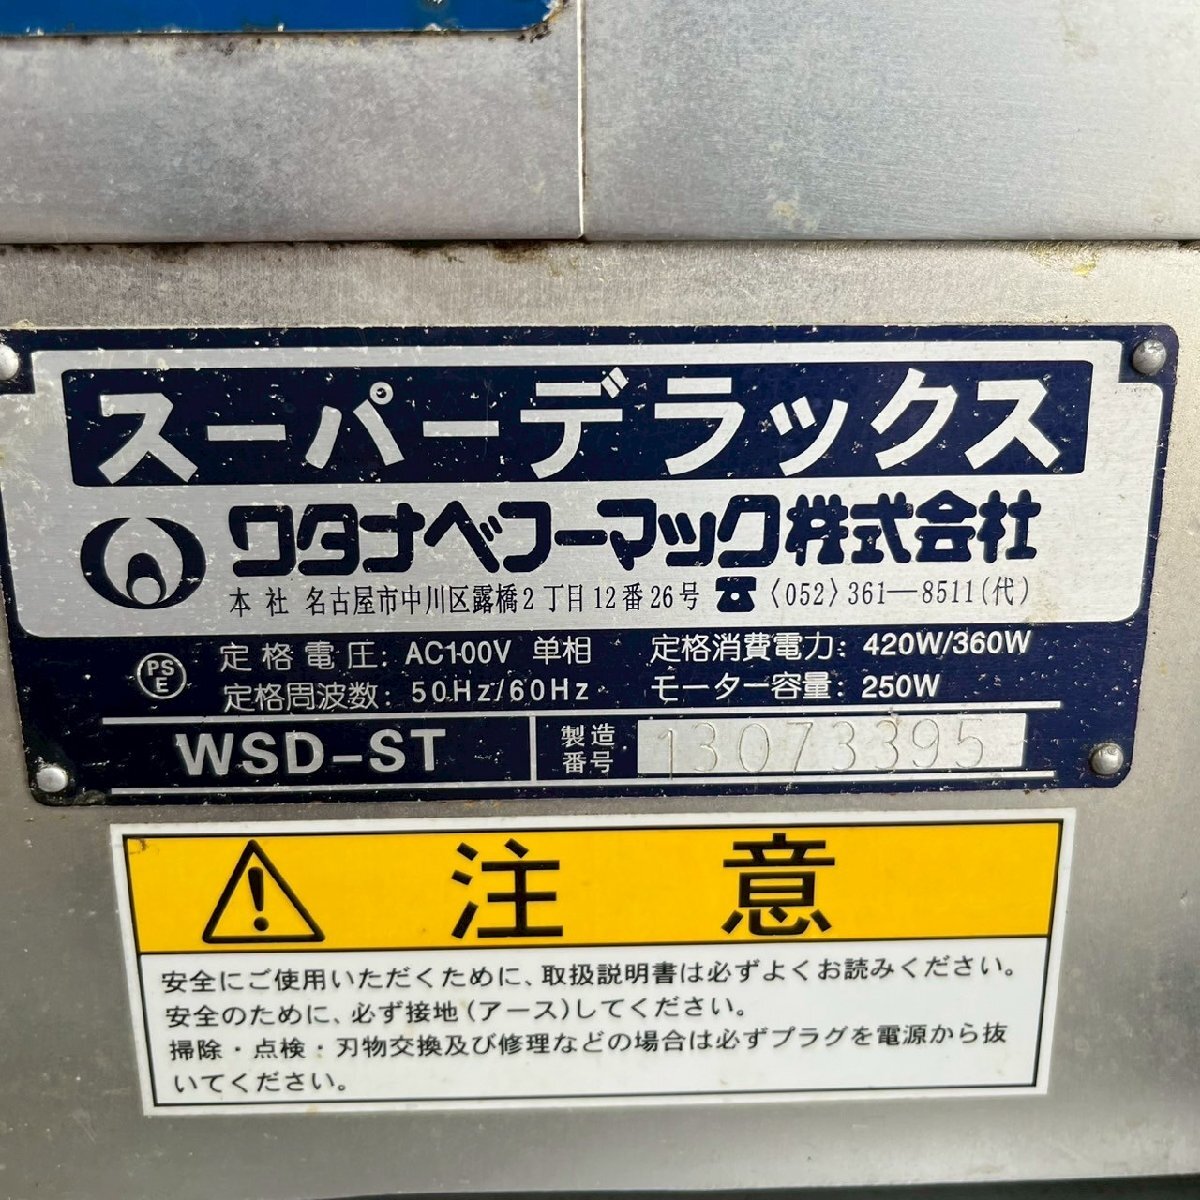 スーパーデラックス
ワタナベフーマック株式会社
本社 名古屋市中川区露橋2丁目12番26号 ☎ 〈052〉361—8511(代)
PS
E
定格電圧: AC100V 単相 定格消費電力: 420W/360W
定格周波数: 50Hz/60Hz モーター容量: 250W
WSD-ST 製造番号 13073395
注意
安全にご使用いただくために、取扱説明書は必ずよくお読みください。
安全のために、必ず接地(アース)してください。
掃除・点検・刃物交換及び修理などの場合は必ずプラグを電源から抜
いてください。